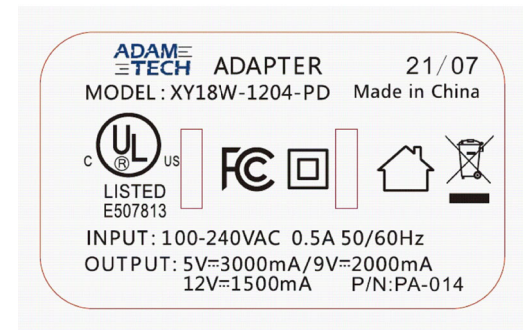 ADAM TECH ADAPTER 21/07
MODEL: XY18W-1204-PD Made in China
C UL® US FC
LISTED
E507813
INPUT: 100-240VAC 0.5A 50/60Hz
OUTPUT: 5V⎓3000mA/9V⎓2000mA
12V⎓1500mA P/N:PA-014